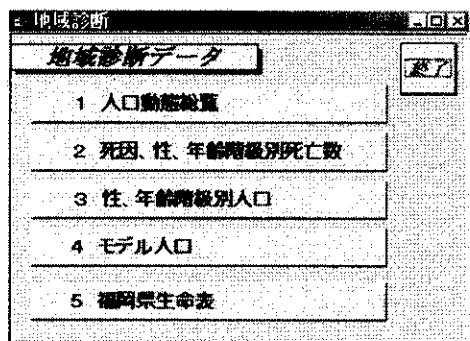 地域診断
地域診断データ
終了
1 人口動態総覧
2 死因、性、年齢階級別死亡数
3 性、年齢階級別人口
4 モデル人口
5 福岡県生命表